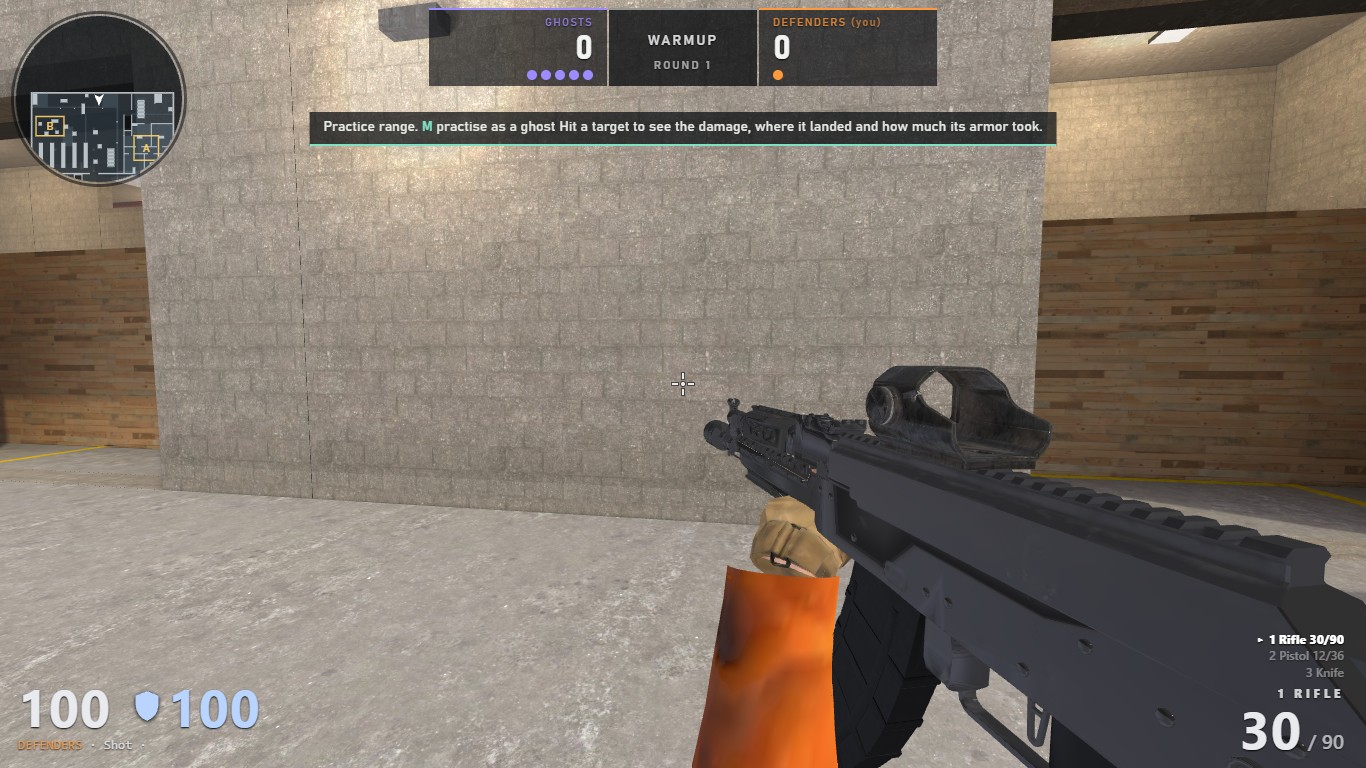 GHOSTS
0
WARMUP
ROUND 1
DEFENDERS (you)
0
Practice range. M practise as a ghost Hit a target to see the damage, where it landed and how much its armor took.
B
A
▸ 1 Rifle 30/90
2 Pistol 12/36
3 Knife
1 RIFLE
30 / 90
100 100
DEFENDERS · Shot ·